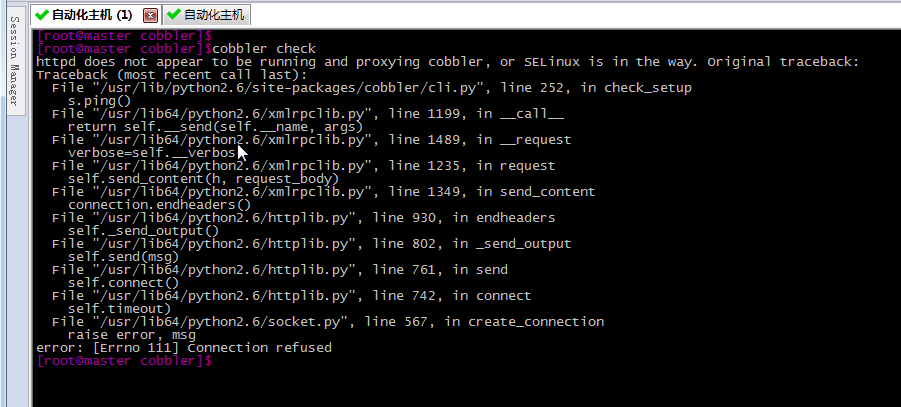 自动化主机 (1)
自动化主机
Session Manager
[root@master cobbler]$
[root@master cobbler]$cobbler check
httpd does not appear to be running and proxying cobbler, or SELinux is in the way. Original traceback:
Traceback (most recent call last):
File "/usr/lib/python2.6/site-packages/cobbler/cli.py", line 252, in check_setup
s.ping()
File "/usr/lib64/python2.6/xmlrpclib.py", line 1199, in __call__
return self.__send(self.__name, args)
File "/usr/lib64/python2.6/xmlrpclib.py", line 1489, in __request
verbose=self.__verbos
File "/usr/lib64/python2.6/xmlrpclib.py", line 1235, in request
self.send_content(h, request_body)
File "/usr/lib64/python2.6/xmlrpclib.py", line 1349, in send_content
connection.endheaders()
File "/usr/lib64/python2.6/httplib.py", line 930, in endheaders
self._send_output()
File "/usr/lib64/python2.6/httplib.py", line 802, in _send_output
self.send(msg)
File "/usr/lib64/python2.6/httplib.py", line 761, in send
self.connect()
File "/usr/lib64/python2.6/httplib.py", line 742, in connect
self.timeout)
File "/usr/lib64/python2.6/socket.py", line 567, in create_connection
raise error, msg
error: [Errno 111] Connection refused
[root@master cobbler]$